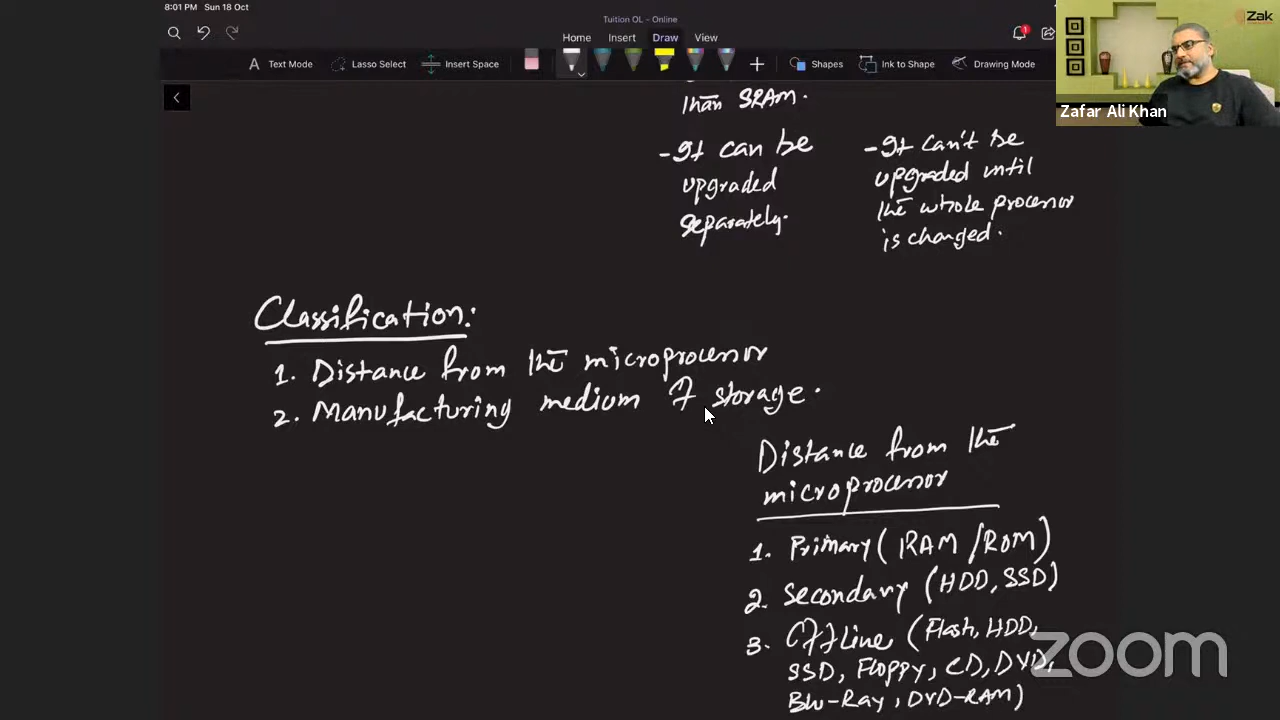 8:01 PM Sun 18 Oct
Tuition OL - Online
Home Insert Draw View
1
Text Mode Lasso Select Insert Space Shapes Ink to Shape Drawing Mode
Zak
Zafar Ali Khan
than SRAM.
- It can be
upgraded
separately.
- It can't be
upgraded until
the whole processor
is changed.
Classification:
1. Distance from the microprocessor
2. Manufacturing medium of storage.
Distance from the
microprocessor
1. Primary (RAM/ROM)
2. Secondary (HDD, SSD)
3. Offline (Flash, HDD,
SSD, Floppy, CD, DVD,
Blu-Ray, DVD-RAM)
zoom